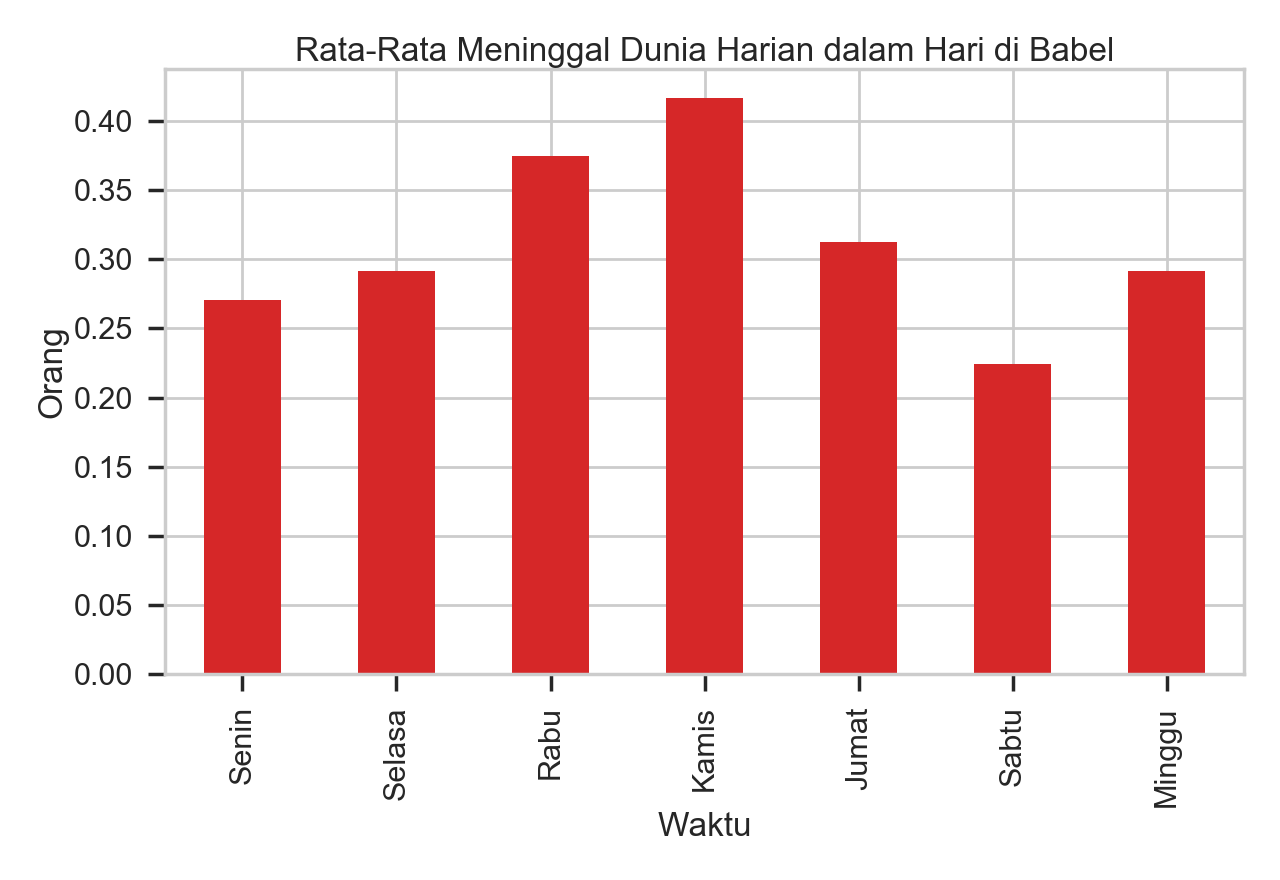 Rata-Rata Meninggal Dunia Harian dalam Hari di Babel
Orang
0.40
0.35
0.30
0.25
0.20
0.15
0.10
0.05
0.00
Senin
Selasa
Rabu
Kamis
Jumat
Sabtu
Minggu
Waktu